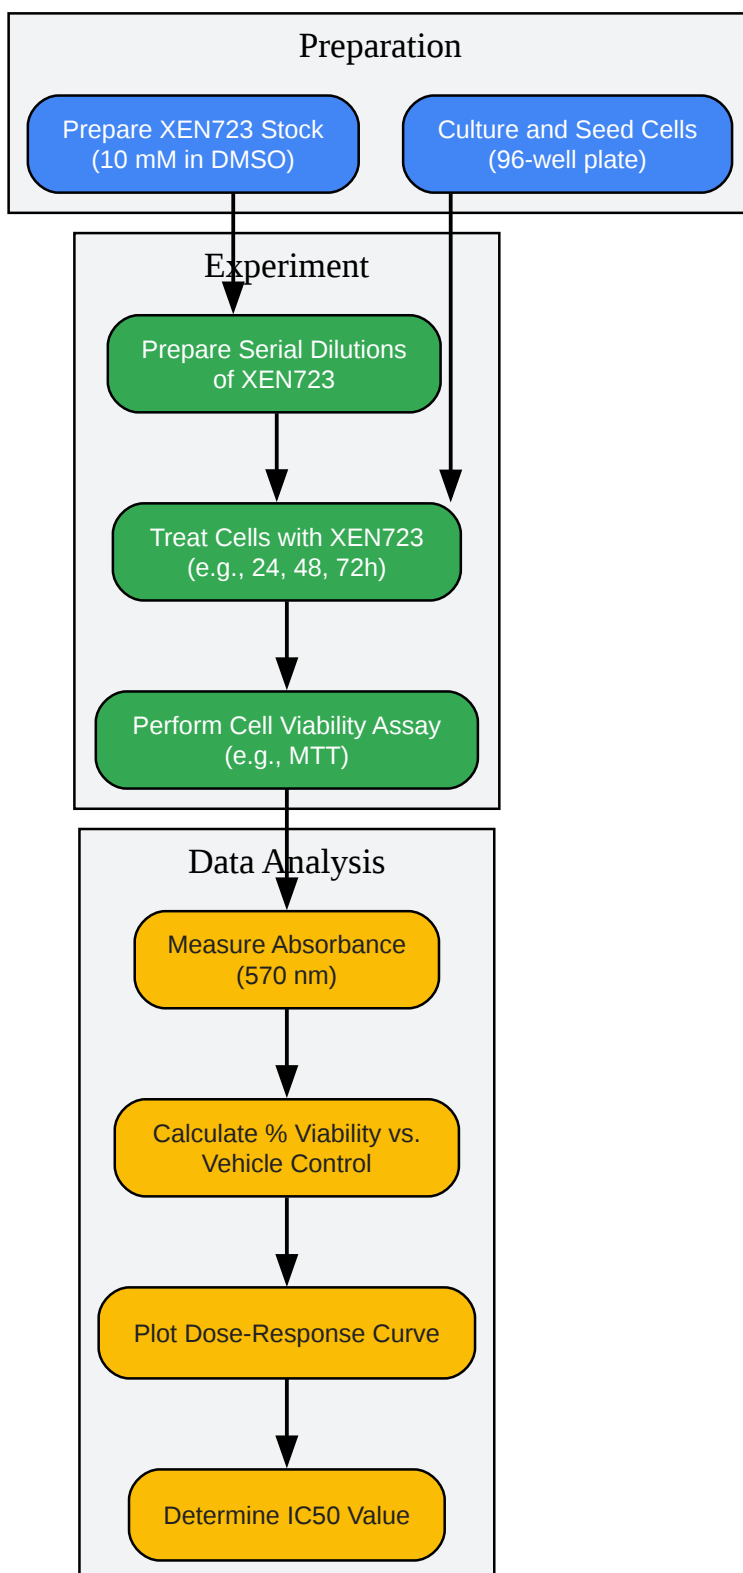 Preparation
Prepare XEN723 Stock
(10 mM in DMSO)
Culture and Seed Cells
(96-well plate)
Experiment
Prepare Serial Dilutions
of XEN723
Treat Cells with XEN723
(e.g., 24, 48, 72h)
Perform Cell Viability Assay
(e.g., MTT)
Data Analysis
Measure Absorbance
(570 nm)
Calculate % Viability vs.
Vehicle Control
Plot Dose-Response Curve
Determine IC50 Value